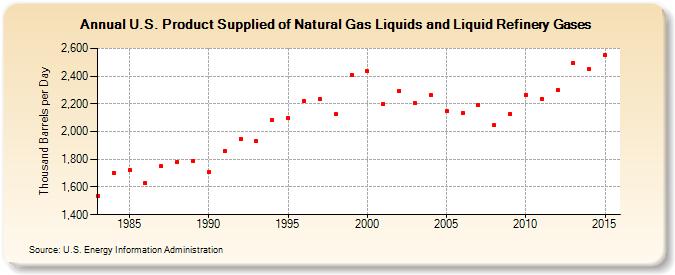 Annual U.S. Product Supplied of Natural Gas Liquids and Liquid Refinery Gases
Thousand Barrels per Day
2,600
2,400
2,200
2,000
1,800
1,600
1,400
1985 1990 1995 2000 2005 2010 2015
Source: U.S. Energy Information Administration